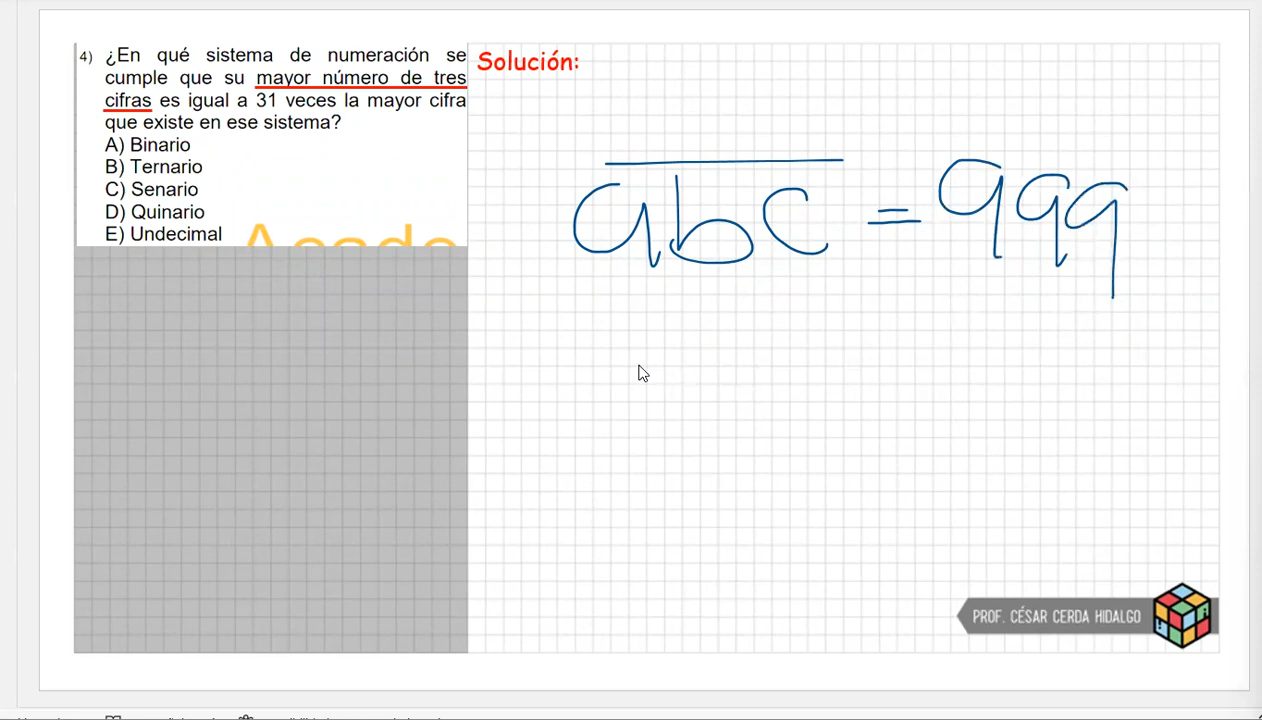 4) ¿En qué sistema de numeración se
cumple que su mayor número de tres
cifras es igual a 31 veces la mayor cifra
que existe en ese sistema?
A) Binario
B) Ternario
C) Senario
D) Quinario
E) Undecimal
Solución:
abc = 999
PROF. CÉSAR CERDA HIDALGO